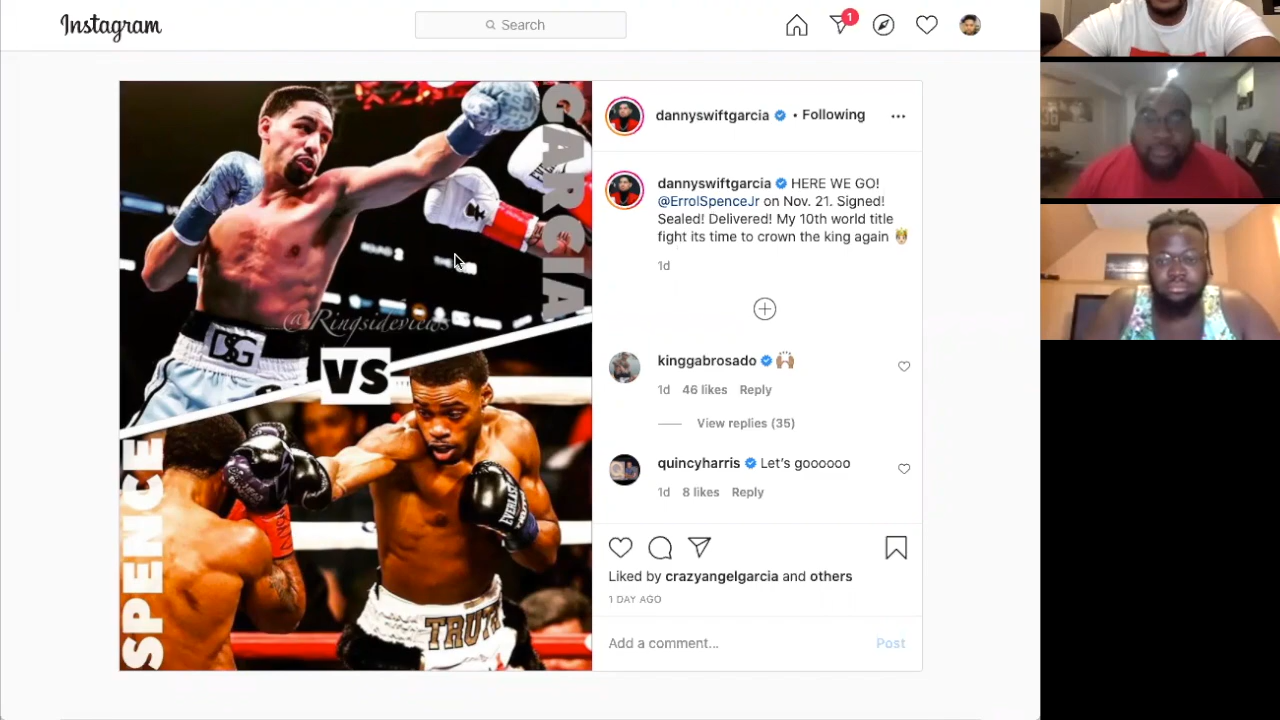 Instagram
Search
1
GARCIA
DSG
@Ringsideviews
VS
SPENCE
EVERLAST
TRUTH
dannyswiftgarcia • Following
dannyswiftgarcia HERE WE GO!
@ErrolSpenceJr on Nov. 21. Signed!
Sealed! Delivered! My 10th world title
fight its time to crown the king again 🤴🏼
1d
kinggabrosado 🙌🏽
1d 46 likes Reply
View replies (35)
quincyharris Let's goooooo
1d 8 likes Reply
Liked by crazyangelgarcia and others
1 DAY AGO
Add a comment...
Post